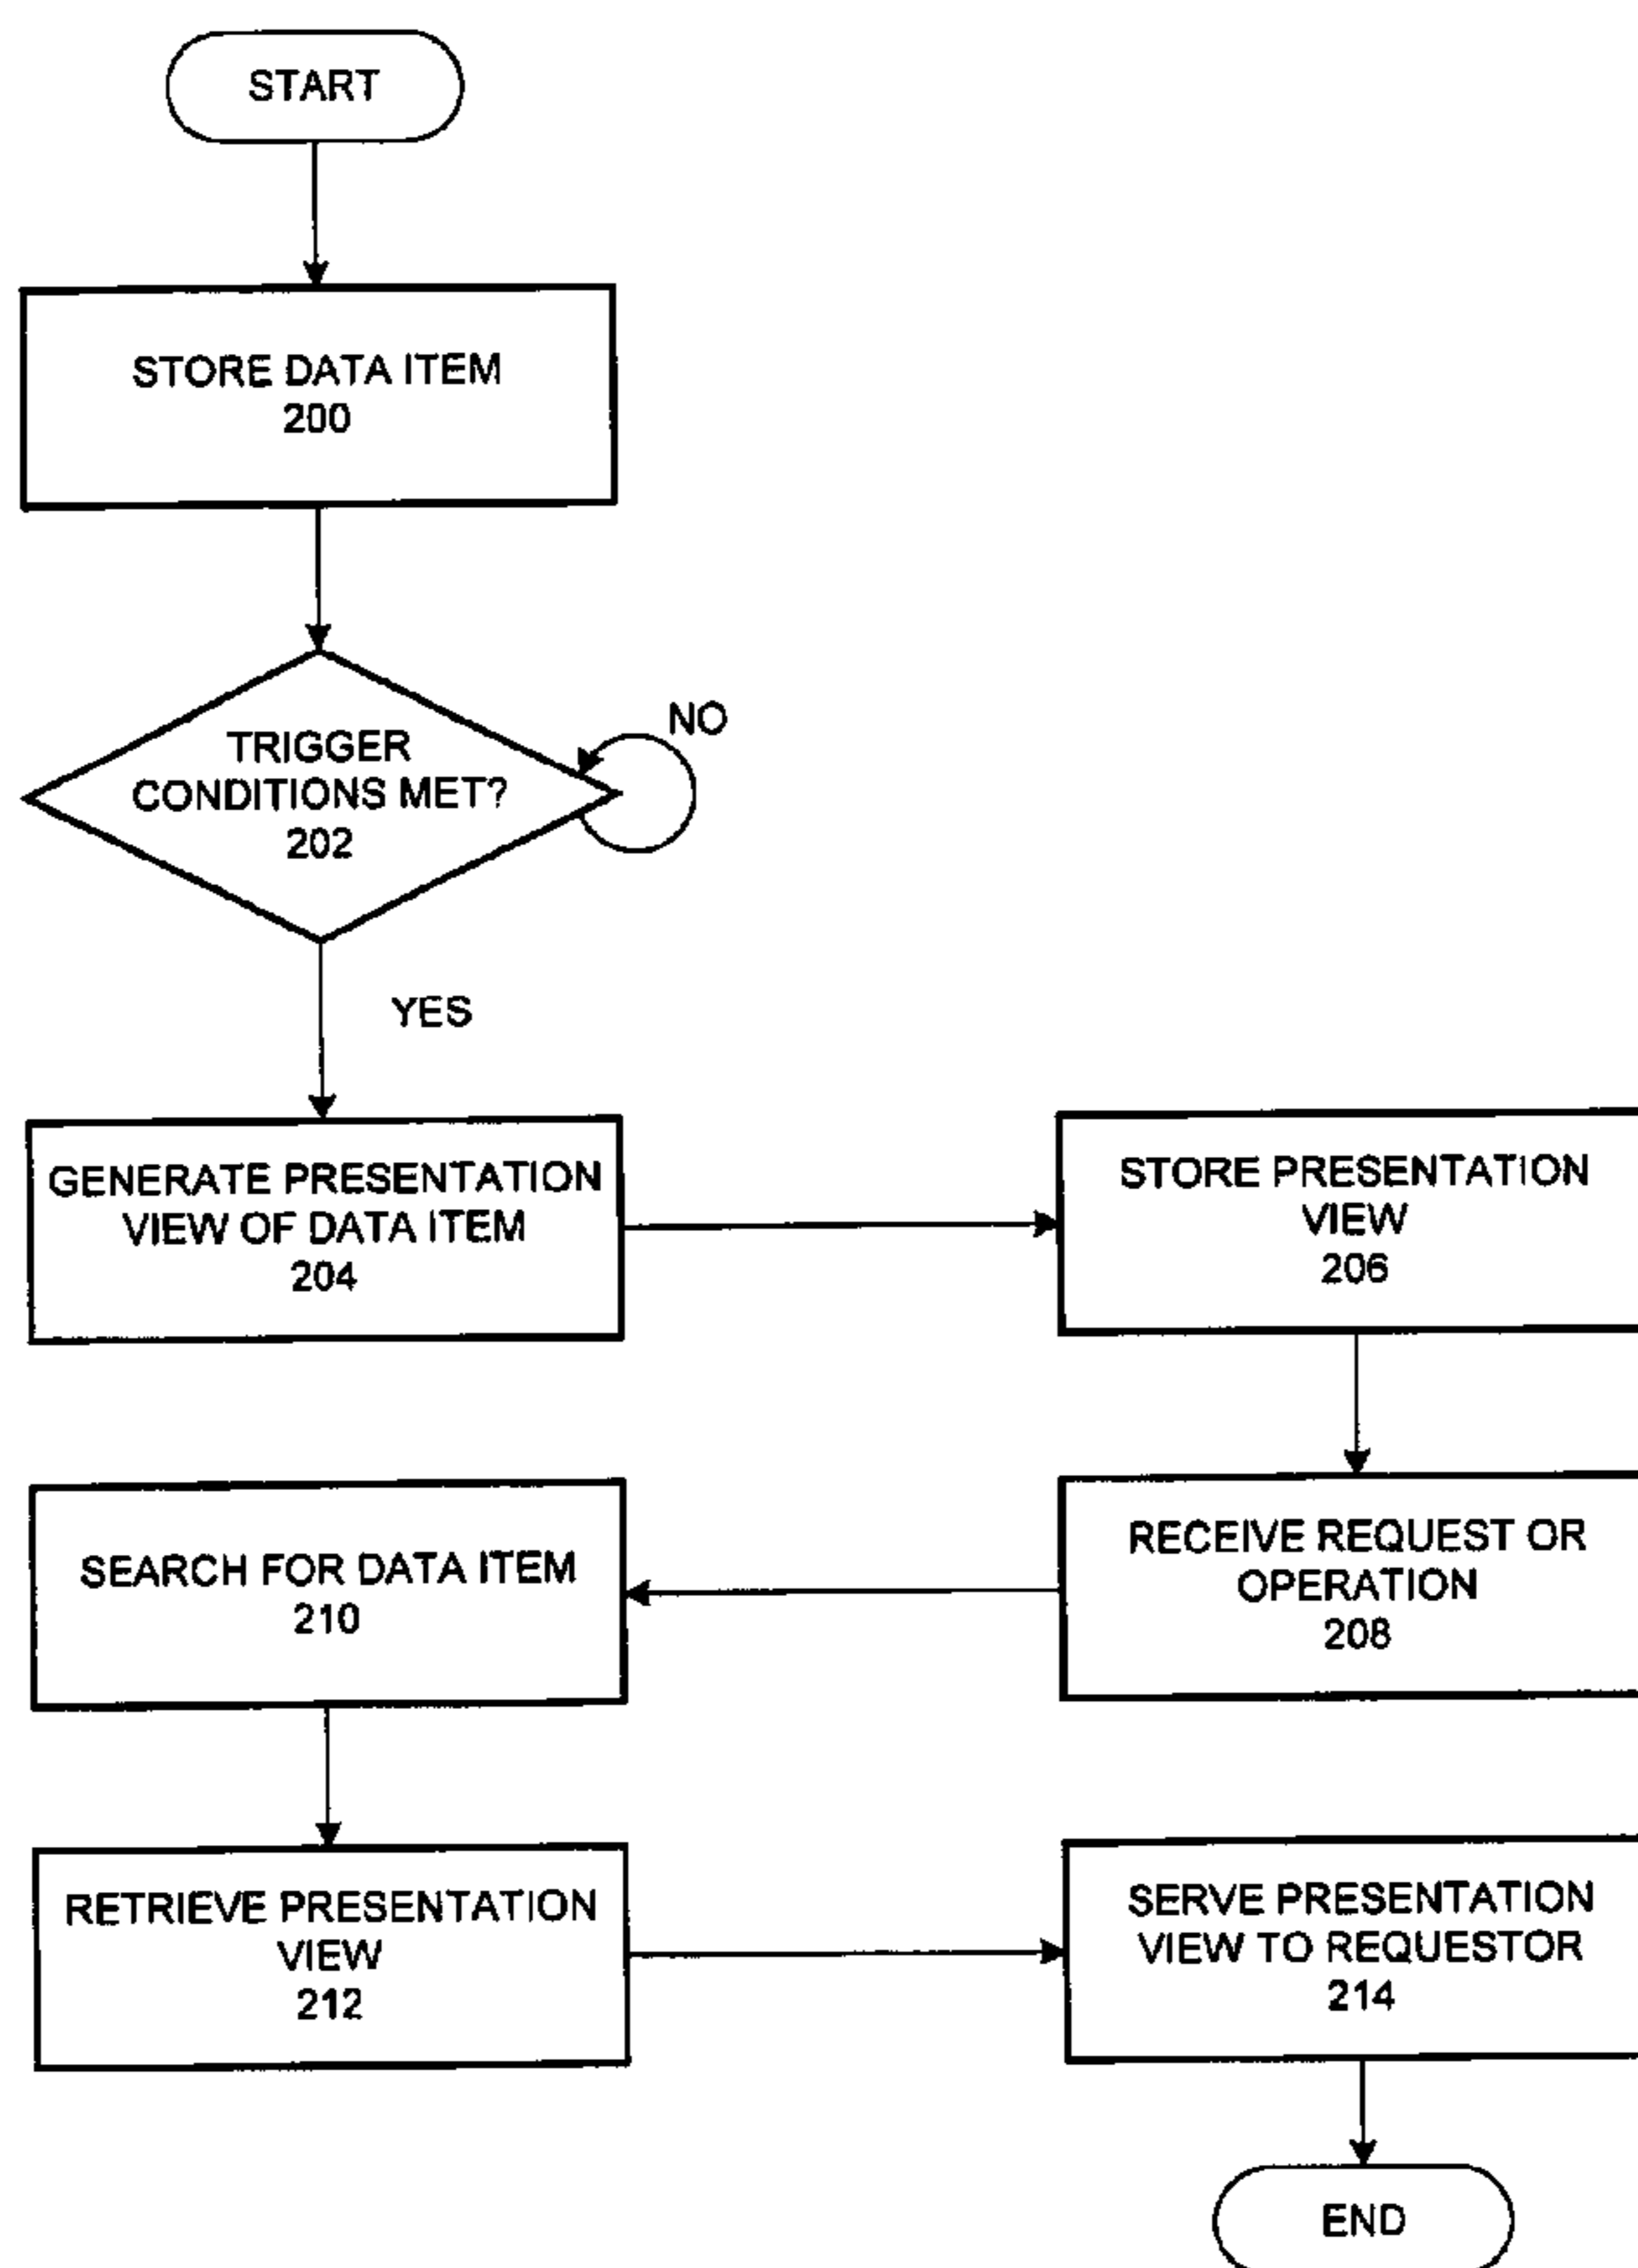 START
STORE DATA ITEM
200
TRIGGER
CONDITIONS MET?
202
NO
YES
GENERATE PRESENTATION
VIEW OF DATA ITEM
204
STORE PRESENTATION
VIEW
206
RECEIVE REQUEST OR
OPERATION
208
SEARCH FOR DATA ITEM
210
RETRIEVE PRESENTATION
VIEW
212
SERVE PRESENTATION
VIEW TO REQUESTOR
214
END